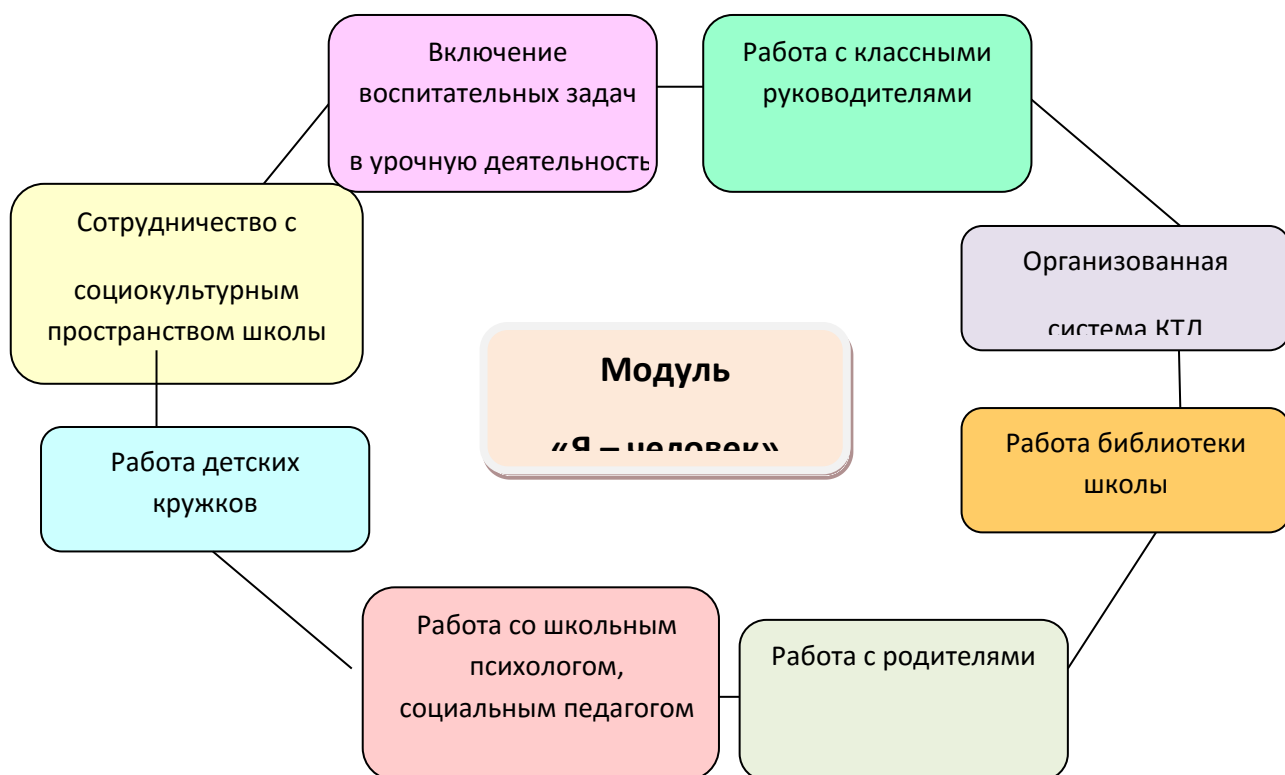 Включение
воспитательных задач
в урочную деятельность
Работа с классными
руководителями
Сотрудничество с
социокультурным
пространством школы
Организованная
система КТД
Модуль
«Я – человек»
Работа детских
кружков
Работа библиотеки
школы
Работа со школьным
психологом,
социальным педагогом
Работа с родителями